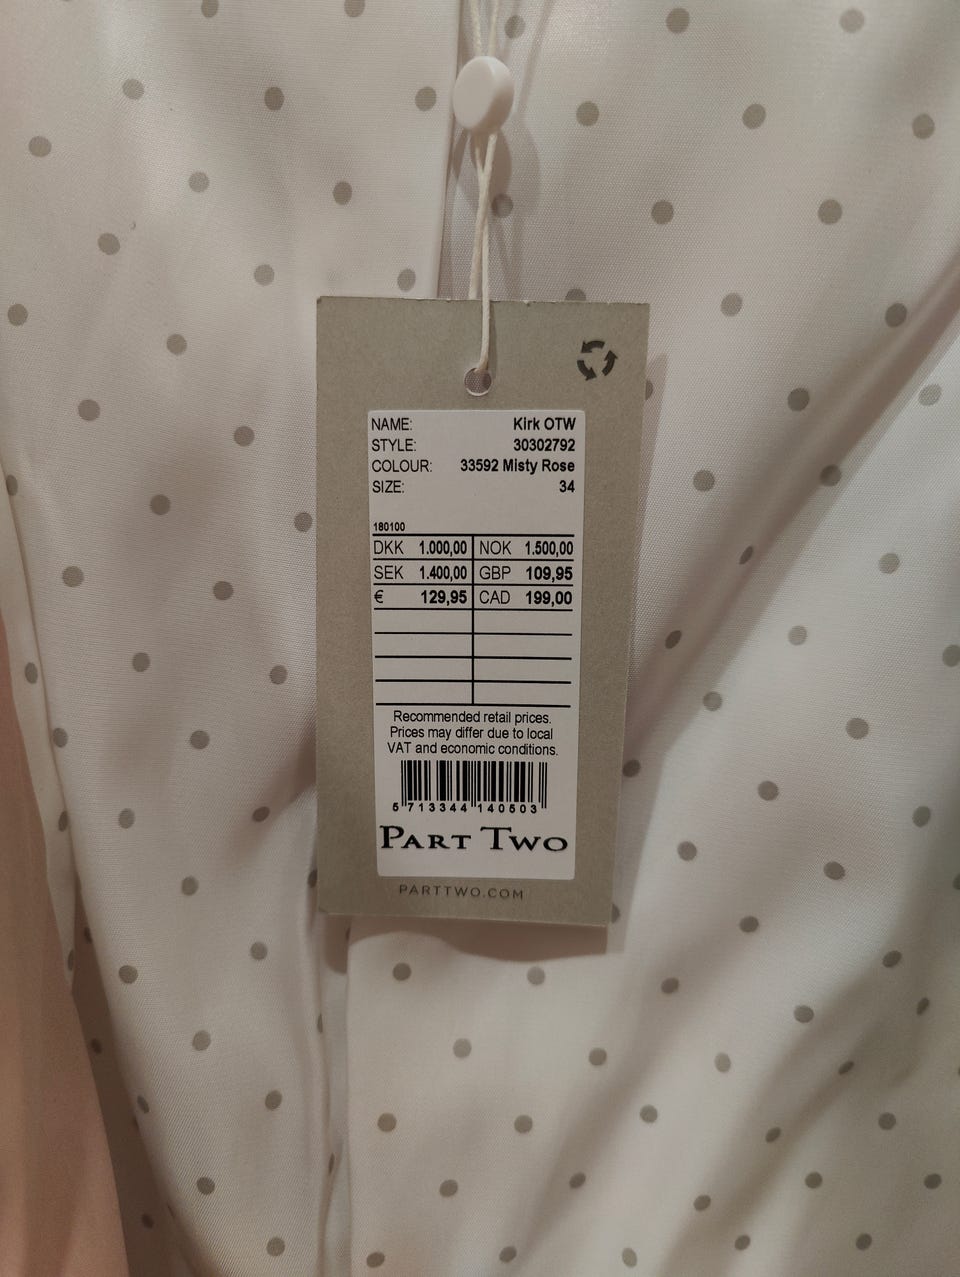 NAME: Kirk OTW
STYLE: 30302792
COLOUR: 33592 Misty Rose
SIZE: 34
180100
DKK 1.000,00 NOK 1.500,00
SEK 1.400,00 GBP 109,95
€ 129,95 CAD 199,00
Recommended retail prices.
Prices may differ due to local
VAT and economic conditions.
5 713344 140503
PART TWO
PARTTWO.COM